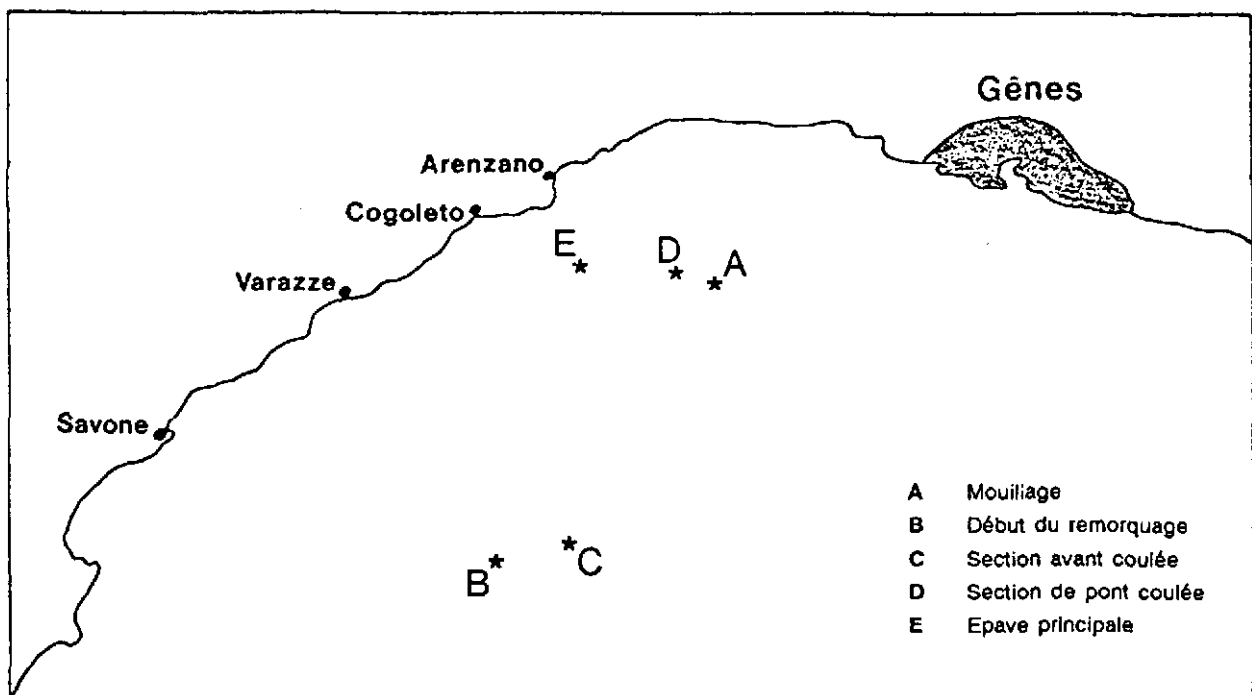 Gênes
Arenzano
Cogoleto
E
D
A
Varazze
Savone
B
C
A Mouillage
B Début du remorquage
C Section avant coulée
D Section de pont coulée
E Epave principale